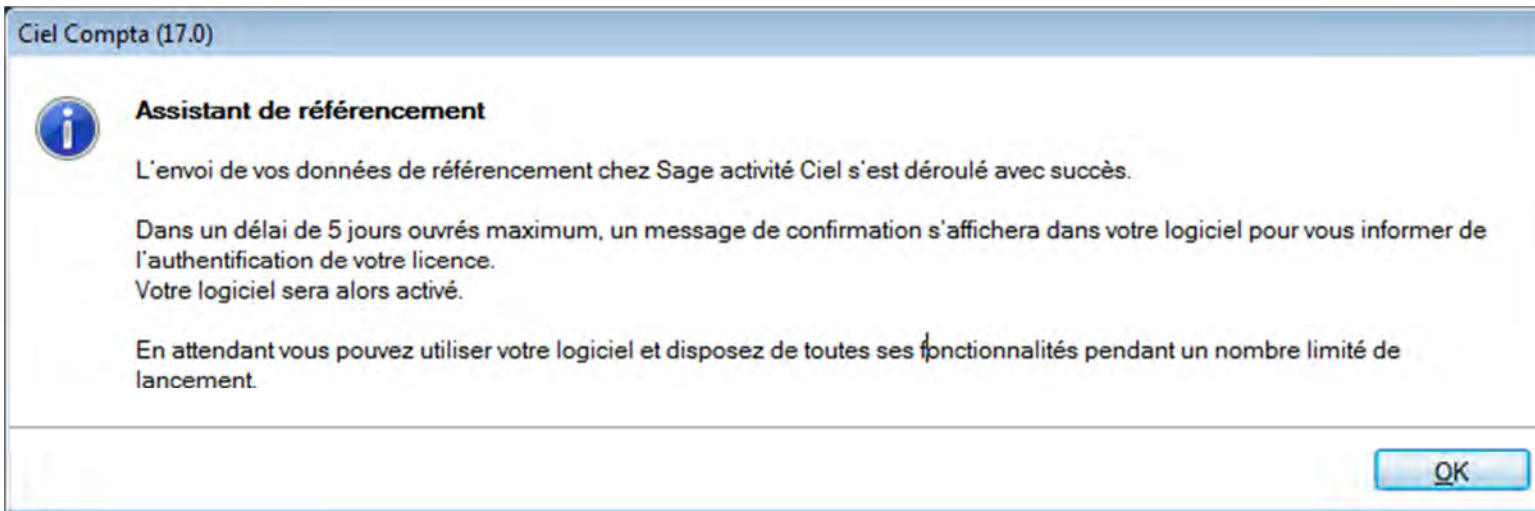 Ciel Compta (17.0)
Assistant de référencement
L'envoi de vos données de référencement chez Sage activité Ciel s'est déroulé avec succès.
Dans un délai de 5 jours ouvrés maximum, un message de confirmation s'affichera dans votre logiciel pour vous informer de
l'authentification de votre licence.
Votre logiciel sera alors activé.
En attendant vous pouvez utiliser votre logiciel et disposez de toutes ses fonctionnalités pendant un nombre limité de
lancement.
OK